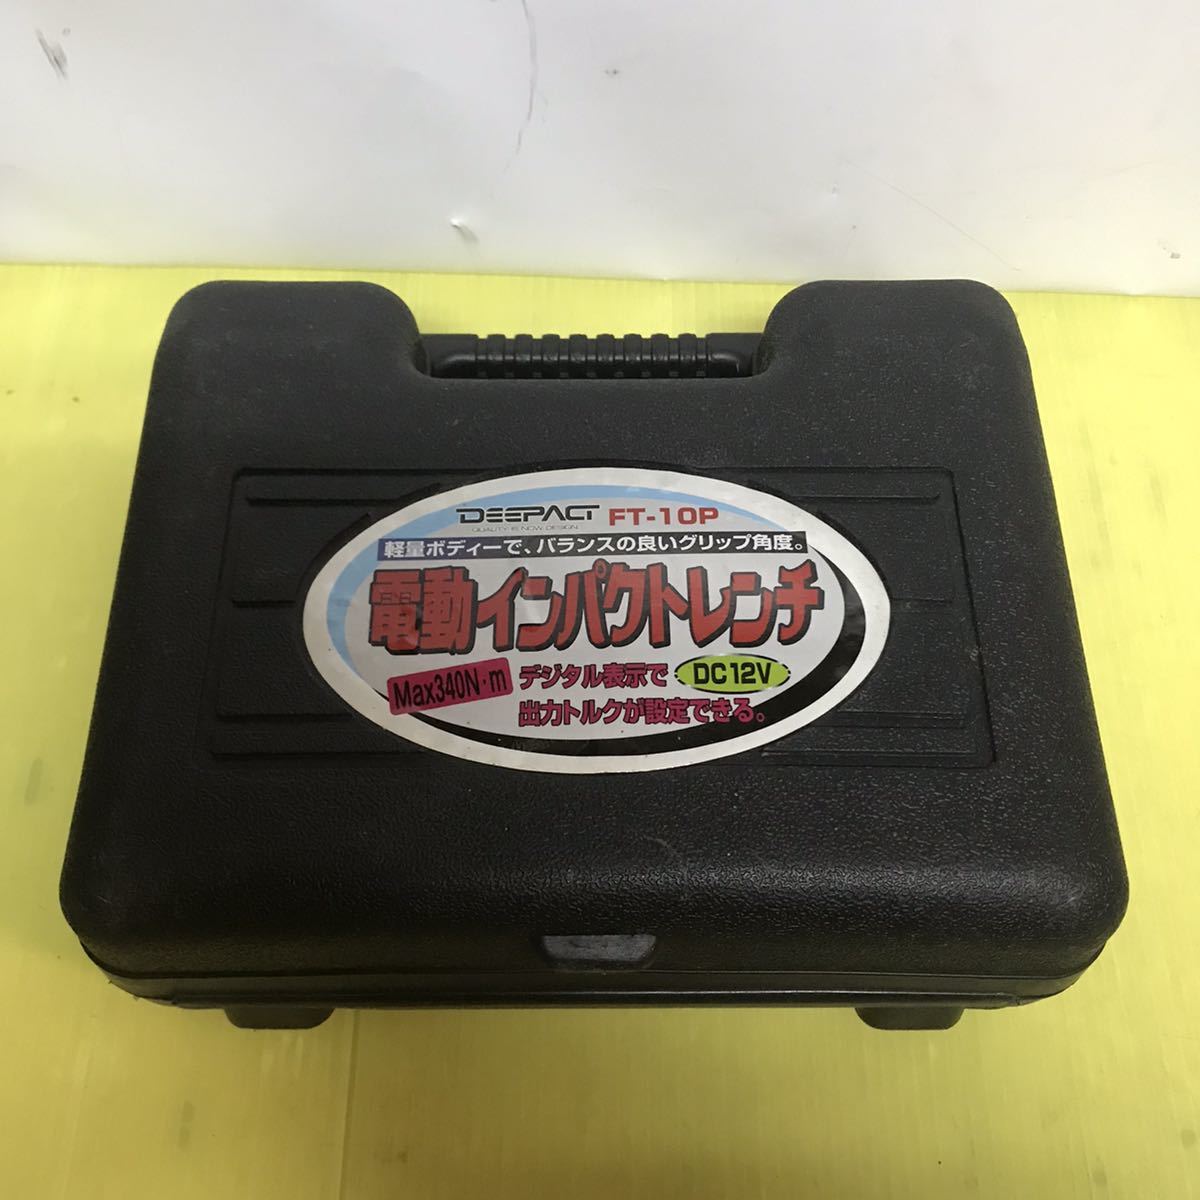 DEEPACT FT-10P
QUALITY IS NOW DESIGN
軽量ボディーで、バランスの良いグリップ角度。
電動インパクトレンチ
Max340N·m
デジタル表示で
出力トルクが設定できる。
DC12V